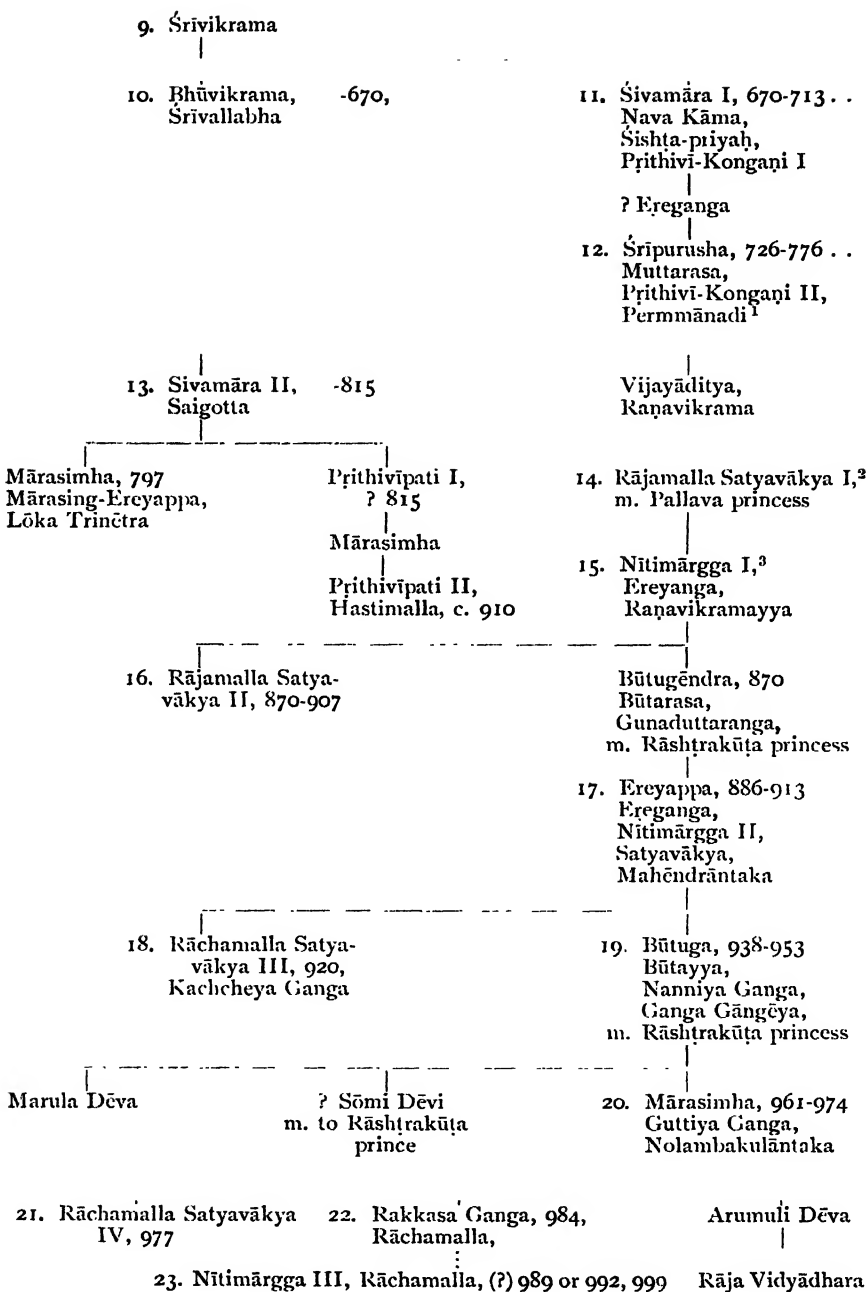 9. Śrīvikrama
10. Bhūvikrama, -670,
Śrīvallabha
11. Śivamāra I, 670-713 . .
Nava Kāma,
Śishṭa-priyaḥ,
Pṛithivī-Kongaṇi I
? Eṛeganga
12. Śrīpurusha, 726-776 . .
Muttarasa,
Pṛithivī-Kongaṇi II,
Permmānadi ¹
13. Sivamāra II, -815
Saigotta
Vijayāditya,
Raṇavikrama
Mārasimha, 797
Mārasing-Ereyappa,
Lōka Trinētra
Pṛithivīpati I,
? 815
Mārasimha
Pṛithivīpati II,
Hastimalla, c. 910
14. Rājamalla Satyavākya I,²
m. Pallava princess
15. Nītimārgga I,³
Ereyanga,
Raṇavikramayya
16. Rājamalla Satya-
vākya II, 870-907
Būtugēndra, 870
Būtarasa,
Gunaduttaranga,
m. Rāshṭrakūṭa princess
17. Ereyappa, 886-913
Eṛeganga,
Nītimārgga II,
Satyavākya,
Mahēndrāntaka
18. Rāchamalla Satya-
vākya III, 920,
Kachcheya Ganga
19. Būtuga, 938-953
Būtayya,
Nanniya Ganga,
Ganga Gāngēya,
m. Rāshṭrakūṭa princess
Marula Dēva
? Sōmi Dēvi
m. to Rāshṭrakūṭa
prince
20. Mārasimha, 961-974
Guttiya Ganga,
Nolambakulāntaka
21. Rāchamalla Satyavākya
IV, 977
22. Rakkasa Ganga, 984,
Rāchamalla,
Arumuli Dēva
23. Nītimārgga III, Rāchamalla, (?) 989 or 992, 999
Rāja Vidyādhara